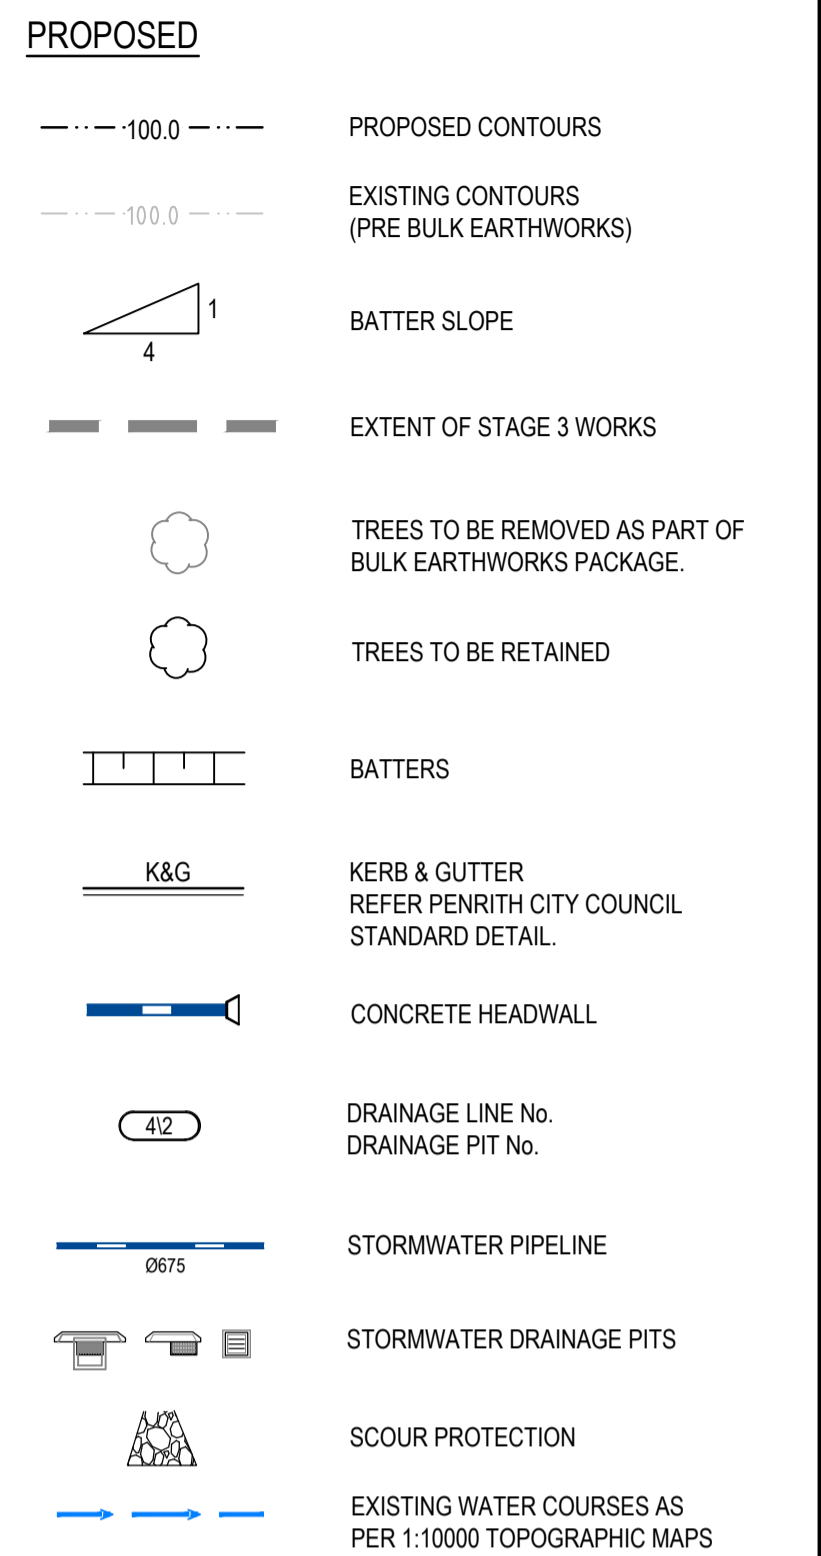 PROPOSED
100.0 PROPOSED CONTOURS
100.0 EXISTING CONTOURS
(PRE BULK EARTHWORKS)
1
4
BATTER SLOPE
EXTENT OF STAGE 3 WORKS
TREES TO BE REMOVED AS PART OF
BULK EARTHWORKS PACKAGE.
TREES TO BE RETAINED
BATTERS
K&G KERB & GUTTER
REFER PENRITH CITY COUNCIL
STANDARD DETAIL.
CONCRETE HEADWALL
4\2 DRAINAGE LINE No.
DRAINAGE PIT No.
STORMWATER PIPELINE
Ø675
STORMWATER DRAINAGE PITS
SCOUR PROTECTION
EXISTING WATER COURSES AS
PER 1:10000 TOPOGRAPHIC MAPS